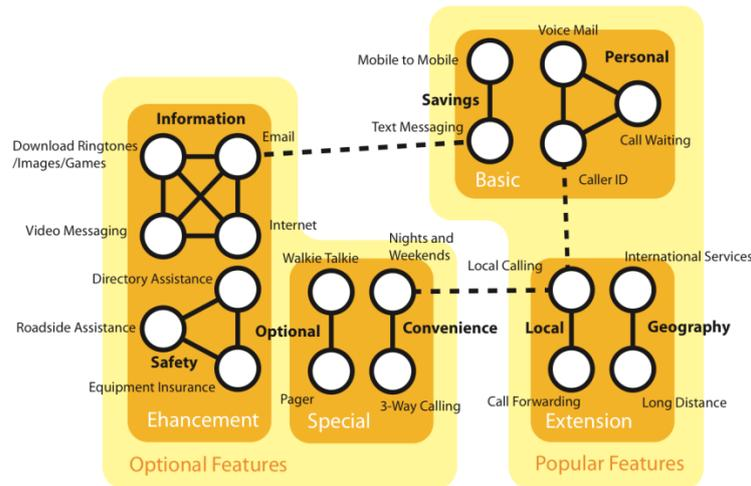 Voice Mail
Mobile to Mobile
Personal
Savings
Text Messaging
Call Waiting
Basic
Caller ID
Information
Email
Download Ringtones
/Images/Games
Video Messaging
Internet
Directory Assistance
Roadside Assistance
Safety
Equipment Insurance
Ehancement
Walkie Talkie
Nights and
Weekends
Optional
Convenience
Pager
3-Way Calling
Special
Optional Features
Local Calling
International Services
Local
Geography
Call Forwarding
Long Distance
Extension
Popular Features